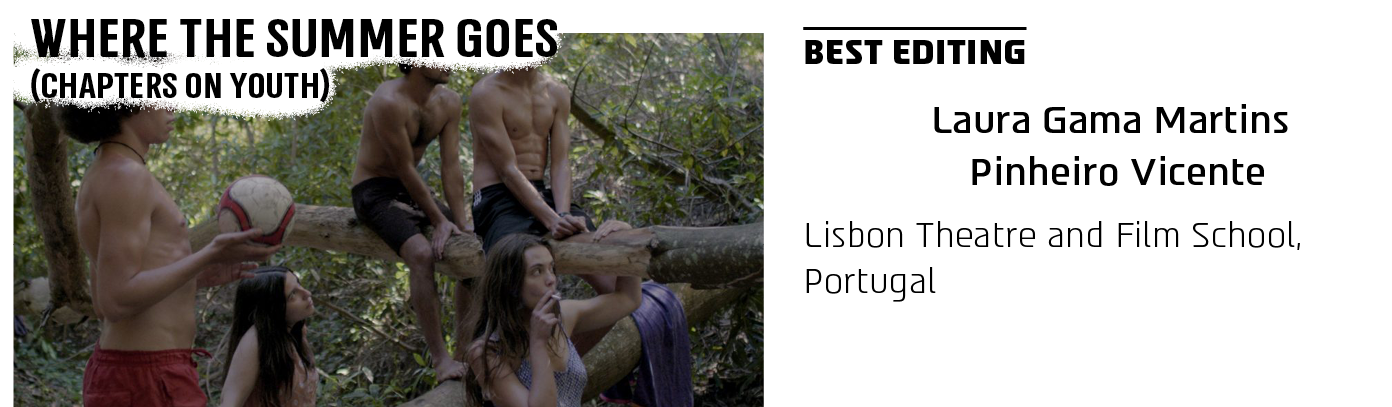 WHERE THE SUMMER GOES
(CHAPTERS ON YOUTH)
BEST EDITING
Laura Gama Martins
Pinheiro Vicente
Lisbon Theatre and Film School,
Portugal